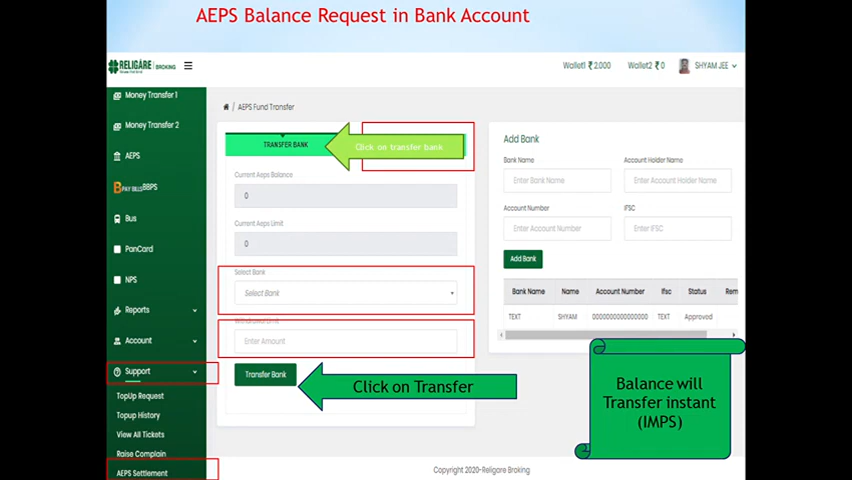 AEPS Balance Request in Bank Account
RELIGARE BROKING
Wallet1 ₹ 2.000 Wallet2 ₹ 0 SHYAM JEE
Money Transfer 1
Money Transfer 2
AEPS
PAY BILLS BBPS
Bus
PanCard
NPS
Reports
Account
Support
TopUp Request
Topup History
View All Tickets
Raise Complain
AEPS Settlement
/ AEPS Fund Transfer
TRANSFER BANK
Click on transfer bank
Current Aeps Balance
0
Current Aeps Limit
0
Select Bank
Select Bank
Enter Amount
Transfer Bank
Click on Transfer
Add Bank
Bank Name Account Holder Name
Enter Bank Name Enter Account Holder Name
Account Number IFSC
Enter Account Number Enter IFSC
Add Bank
Bank Name Name Account Number Ifsc Status Rem
TEXT SHYAM 0000000000000000 TEXT Approved
Balance will
Transfer instant
(IMPS)
Copyright 2020-Religare Broking